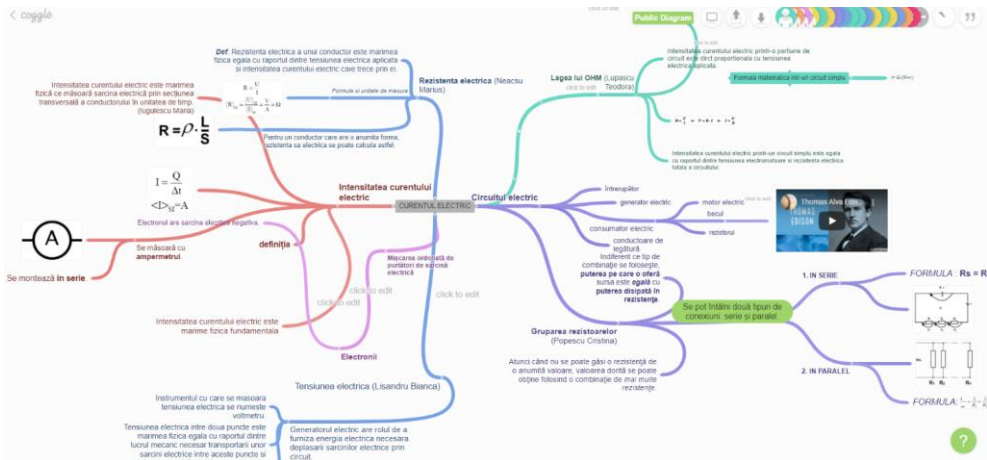 coggle
Public Diagram
Def. Rezistenta electrica a unui conductor este marimea
fizica egala cu raportul dintre tensiunea electrica aplicata
si intensitatea curentului electric care trece prin el.
Rezistenta electrica (Neacsu
Marius)
Formula si unitate de masura
Pentru un conductor care are o anumita forma,
sa electrica se poate calcula astfel.
Intensitatea curentului electric este marimea
fizică ce măsoară sarcina electrică prin secțiunea
transversală a conductorului în unitatea de timp.
(Iugulescu Maria)
R = ρ · L/S
I = Q/Δt
<I>SI=A
Electronul are sarcina electrica negativa.
Intensitatea curentului
electric
CURENTUL ELECTRIC
definiția
A
Se măsoară cu
ampermetrul.
Se montează in serie.
Mișcarea ordonată de
purtători de sarcină
electrică
click to edit
click to edit
click to edit
Intensitatea curentului electric este
marime fizica fundamentala
Electronii
Tensiunea electrica (Lisandru Bianca)
Instrumentul cu care se masoara
tensiunea electrica se numeste
voltmetru.
Tensiunea electrica intre doua puncte este
marimea fizica egala cu raportul dintre
lucrul mecanic necesar transportarii unor
sarcini electrice intre aceste puncte si
Generatorul electric are rolul de a
furniza energia electrica necesara
deplasarii sarcinilor electrice prin
circuit.
Legea lui OHM (Lupascu
Teodora)
click to edit
Intensitatea curentului electric printr-o portiune de
circuit este direct proportionala cu tensiunea
electrica aplicata.
Formula matematica intr-un circuit simplu
Intensitatea curentului electric printr-un circuit simplu este egala
cu raportul dintre tensiunea electromotoare si rezistenta electrica
totala a circuitului.
Circuitul electric
întrerupător
generator electric
consumator electric
motor electric
click to edit
becul
rezistorul
conductoare de
legătură
Thomas Alva Edis...
THOMAS
EDISON
YouTube
Indiferent ce tip de
combinație se folosește,
puterea pe care o oferă
sursa este egală cu
puterea disipată în
rezistențe.
Gruparea rezistoarelor
(Popescu Cristina)
Atunci când nu se poate găsi o rezistență de
o anumită valoare, valoarea dorită se poate
obține folosind o combinație de mai multe
rezistențe.
Se pot întâlni două tipuri de
conexiuni: serie și paralel.
1. IN SERIE
FORMULA : Rs = R
2. IN PARALEL
FORMULA:
?